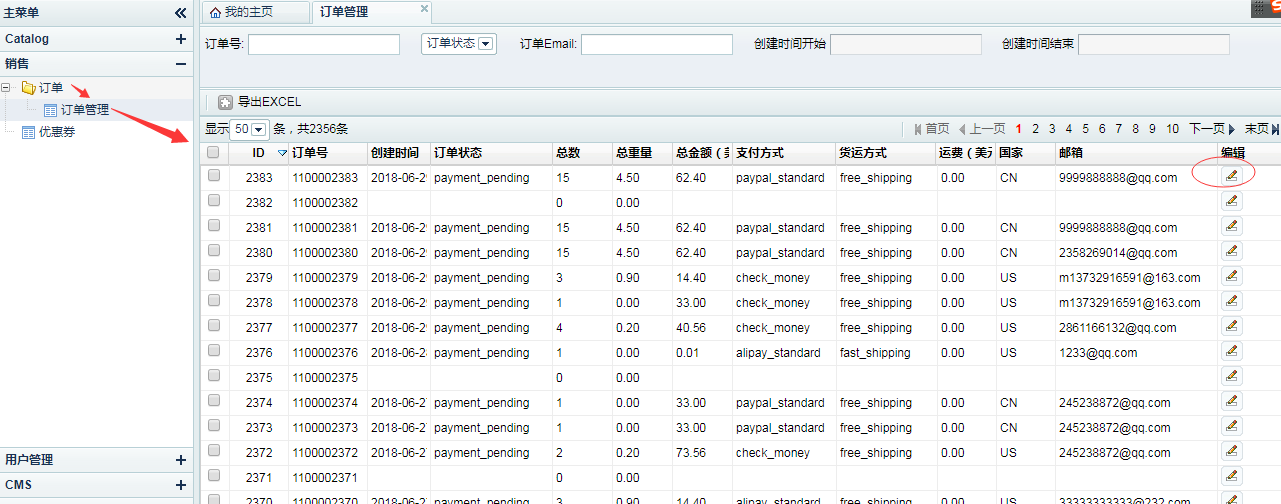 主菜单
Catalog
销售
订单
订单管理
优惠券
用户管理
CMS
我的主页 订单管理
订单号: 订单状态 订单Email: 创建时间开始 创建时间结束
导出EXCEL
显示 50 条，共2356条 首页 上一页 1 2 3 4 5 6 7 8 9 10 下一页 末页
ID 订单号 创建时间 订单状态 总数 总重量 总金额（美 支付方式 货运方式 运费（美元 国家 邮箱 编辑
2383 1100002383 2018-06-29 payment_pending 15 4.50 62.40 paypal_standard free_shipping 0.00 CN 9999888888@qq.com
2382 1100002382 0 0.00
2381 1100002381 2018-06-29 payment_pending 15 4.50 62.40 paypal_standard free_shipping 0.00 CN 9999888888@qq.com
2380 1100002380 2018-06-29 payment_pending 15 4.50 62.40 paypal_standard free_shipping 0.00 CN 2358269014@qq.com
2379 1100002379 2018-06-29 payment_pending 3 0.90 14.40 check_money free_shipping 0.00 US m13732916591@163.com
2378 1100002378 2018-06-29 payment_pending 1 0.00 33.00 check_money free_shipping 0.00 US m13732916591@163.com
2377 1100002377 2018-06-29 payment_pending 4 0.20 40.56 check_money free_shipping 0.00 US 2861166132@qq.com
2376 1100002376 2018-06-28 payment_pending 1 0.00 0.01 alipay_standard fast_shipping 0.00 US 1233@qq.com
2375 1100002375 0 0.00
2374 1100002374 2018-06-27 payment_pending 1 0.00 33.00 paypal_standard free_shipping 0.00 CN 245238872@qq.com
2373 1100002373 2018-06-27 payment_pending 1 0.00 33.00 paypal_standard free_shipping 0.00 CN 245238872@qq.com
2372 1100002372 2018-06-27 payment_pending 2 0.20 73.56 check_money free_shipping 0.00 US 245238872@qq.com
2371 1100002371 0 0.00
2370 1100002370 2018-06-27 payment_pending 3 0.90 14.40 alipay_standard free_shipping 0.00 US 33333333333@232.com